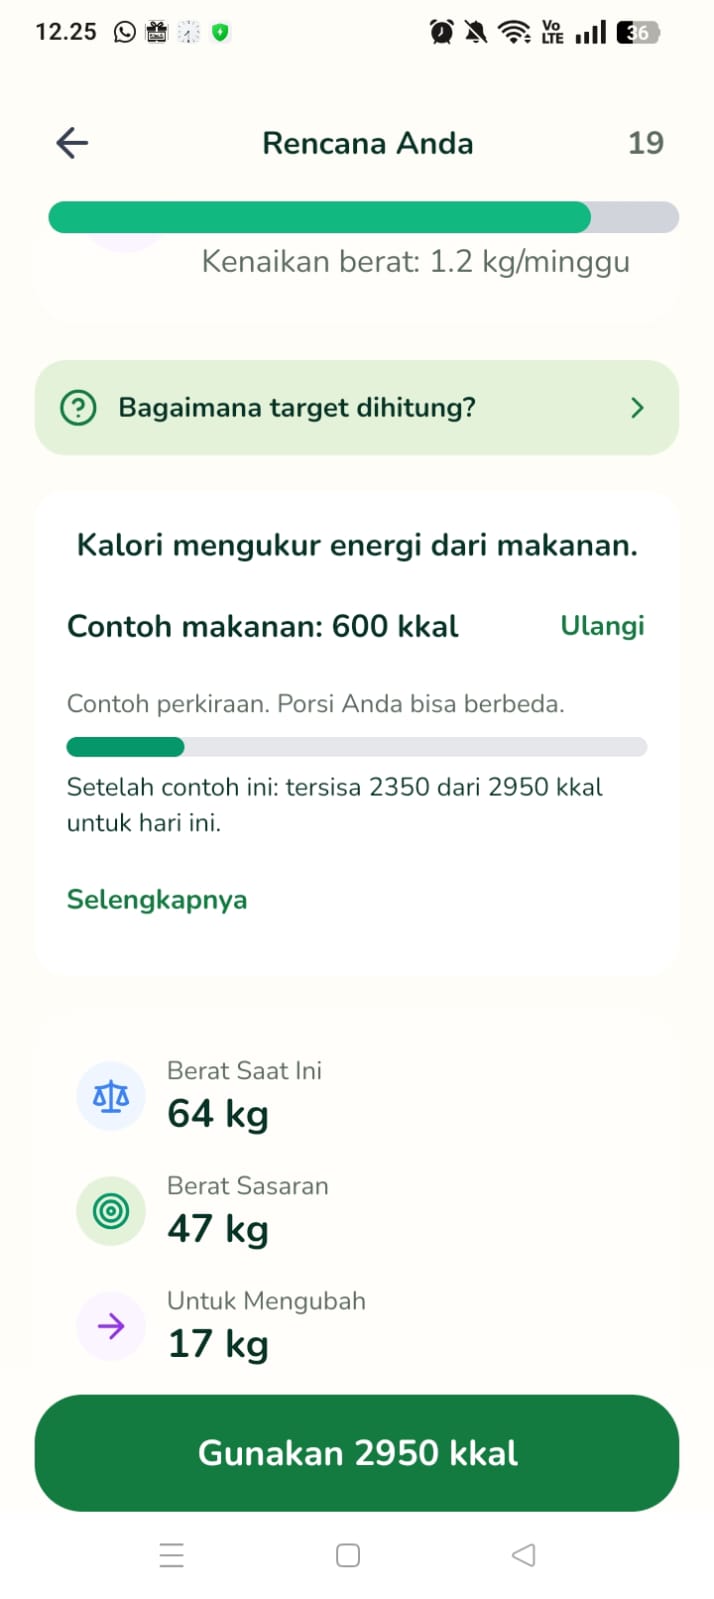 12.25
Vo
LTE
36
Rencana Anda
19
Kenaikan berat: 1.2 kg/minggu
Bagaimana target dihitung?
Kalori mengukur energi dari makanan.
Contoh makanan: 600 kkal
Ulangi
Contoh perkiraan. Porsi Anda bisa berbeda.
Setelah contoh ini: tersisa 2350 dari 2950 kkal
untuk hari ini.
Selengkapnya
Berat Saat Ini
64 kg
Berat Sasaran
47 kg
Untuk Mengubah
17 kg
Gunakan 2950 kkal